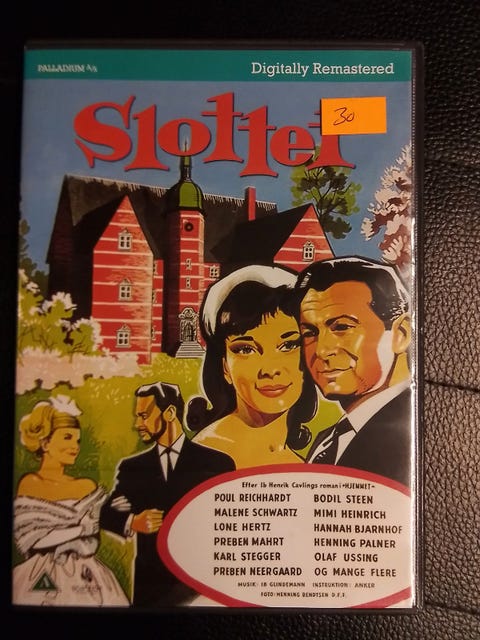 PALLADIUM A/S
Digitally Remastered
Slottet
30
Efter Ib Henrik Cavlings roman i »HJEMMET«
POUL REICHHARDT BODIL STEEN
MALENE SCHWARTZ MIMI HEINRICH
LONE HERTZ HANNAH BJARNHOF
PREBEN MAHRT HENNING PALNER
KARL STEGGER OLAF USSING
PREBEN NEERGAARD OG MANGE FLERE
MUSIK: IB GLINDEMANN INSTRUKTION: ANKER
FOTO: HENNING BENDTSEN D.F.F.